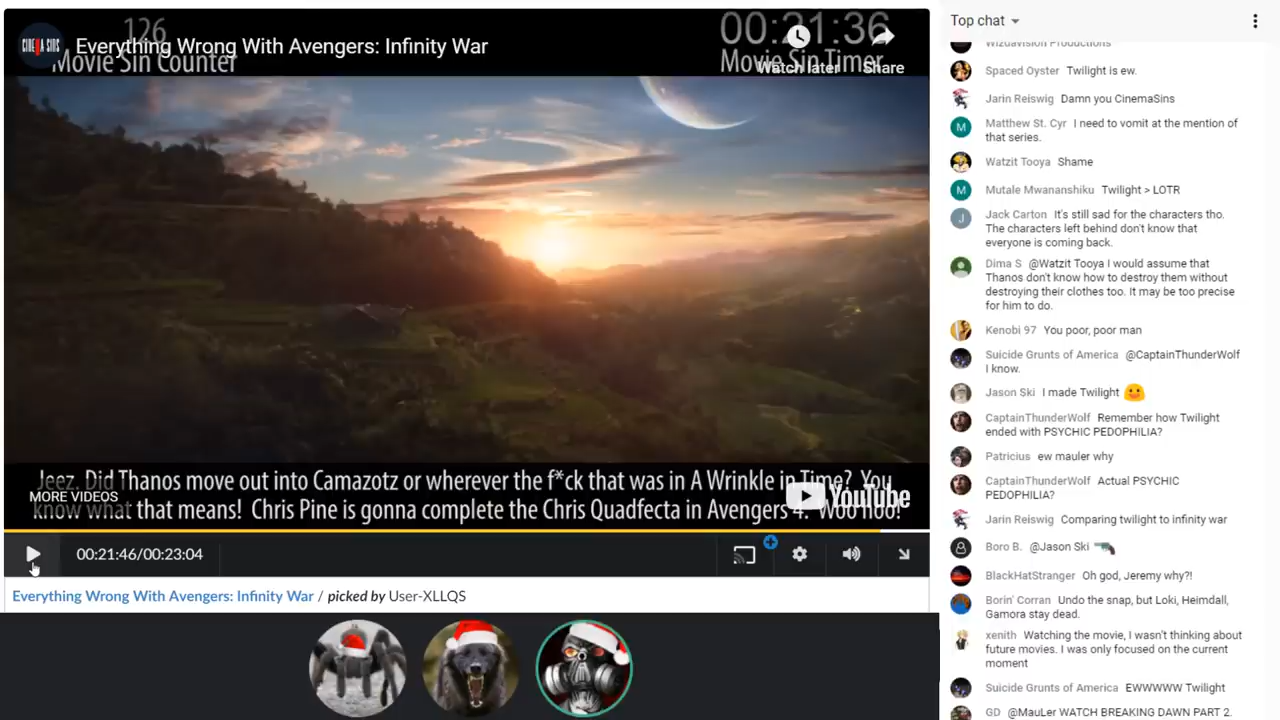 126
00:21:36
CINEMA SINS
Everything Wrong With Avengers: Infinity War
Movie Sin Counter
Movie Sin Timer
Watch later
Share
Jeez. Did Thanos move out into Camazotz or wherever the f*ck that was in A Wrinkle in Time? You
know what that means! Chris Pine is gonna complete the Chris Quadfecta in Avengers 4. Woo hoo!
MORE VIDEOS
YouTube
00:21:46/00:23:04
Everything Wrong With Avengers: Infinity War / picked by User-XLLQS
Top chat
Wizdavision Productions
Spaced Oyster Twilight is ew.
Jarin Reiswig Damn you CinemaSins
M
Matthew St. Cyr I need to vomit at the mention of
that series.
Watzit Tooya Shame
M
Mutale Mwananshiku Twilight > LOTR
J
Jack Carton It's still sad for the characters tho.
The characters left behind don't know that
everyone is coming back.
Dima S @Watzit Tooya I would assume that
Thanos don't know how to destroy them without
destroying their clothes too. It may be too precise
for him to do.
Kenobi 97 You poor, poor man
Suicide Grunts of America @CaptainThunderWolf
I know.
Jason Ski I made Twilight
CaptainThunderWolf Remember how Twilight
ended with PSYCHIC PEDOPHILIA?
Patricius ew mauler why
CaptainThunderWolf Actual PSYCHIC
PEDOPHILIA?
Jarin Reiswig Comparing twilight to infinity war
Boro B. @Jason Ski
BlackHatStranger Oh god, Jeremy why?!
Borin' Corran Undo the snap, but Loki, Heimdall,
Gamora stay dead.
xenith Watching the movie, I wasn't thinking about
future movies. I was only focused on the current
moment
Suicide Grunts of America EWWWWW Twilight
GD @MauLer WATCH BREAKING DAWN PART 2.